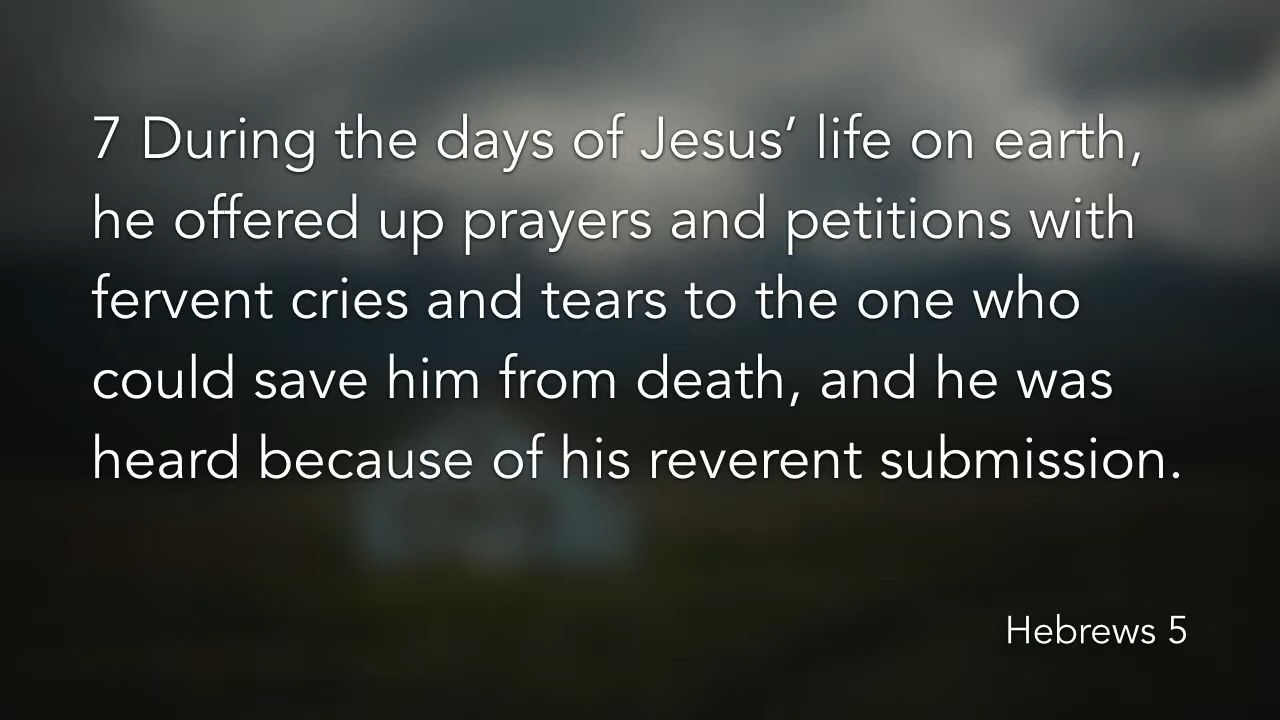 7 During the days of Jesus’ life on earth,
he offered up prayers and petitions with
fervent cries and tears to the one who
could save him from death, and he was
heard because of his reverent submission.
Hebrews 5